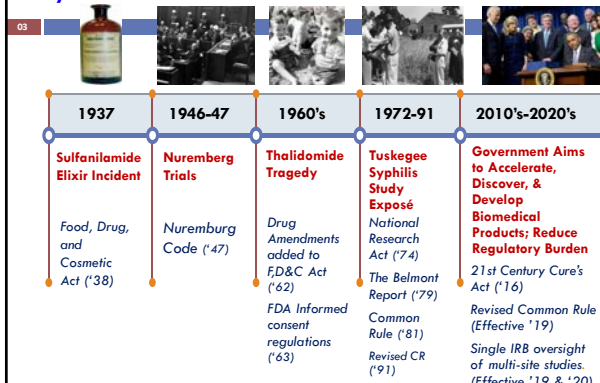 03
1937
1946-47
1960's
1972-91
2010's-2020's
Sulfanilamide
Elixir Incident
Food, Drug,
and
Cosmetic
Act ('38)
Nuremberg
Trials
Nuremburg
Code ('47)
Thalidomide
Tragedy
Drug
Amendments
added to
F,D&C Act
('62)
FDA Informed
consent
regulations
('63)
Tuskegee
Syphilis
Study
Exposé
National
Research
Act ('74)
The Belmont
Report ('79)
Common
Rule ('81)
Revised CR
('91)
Government Aims
to Accelerate,
Discover, &
Develop
Biomedical
Products; Reduce
Regulatory Burden
21st Century Cure's
Act ('16)
Revised Common Rule
(Effective '19)
Single IRB oversight
of multi-site studies.
(Effective '19 & '20)